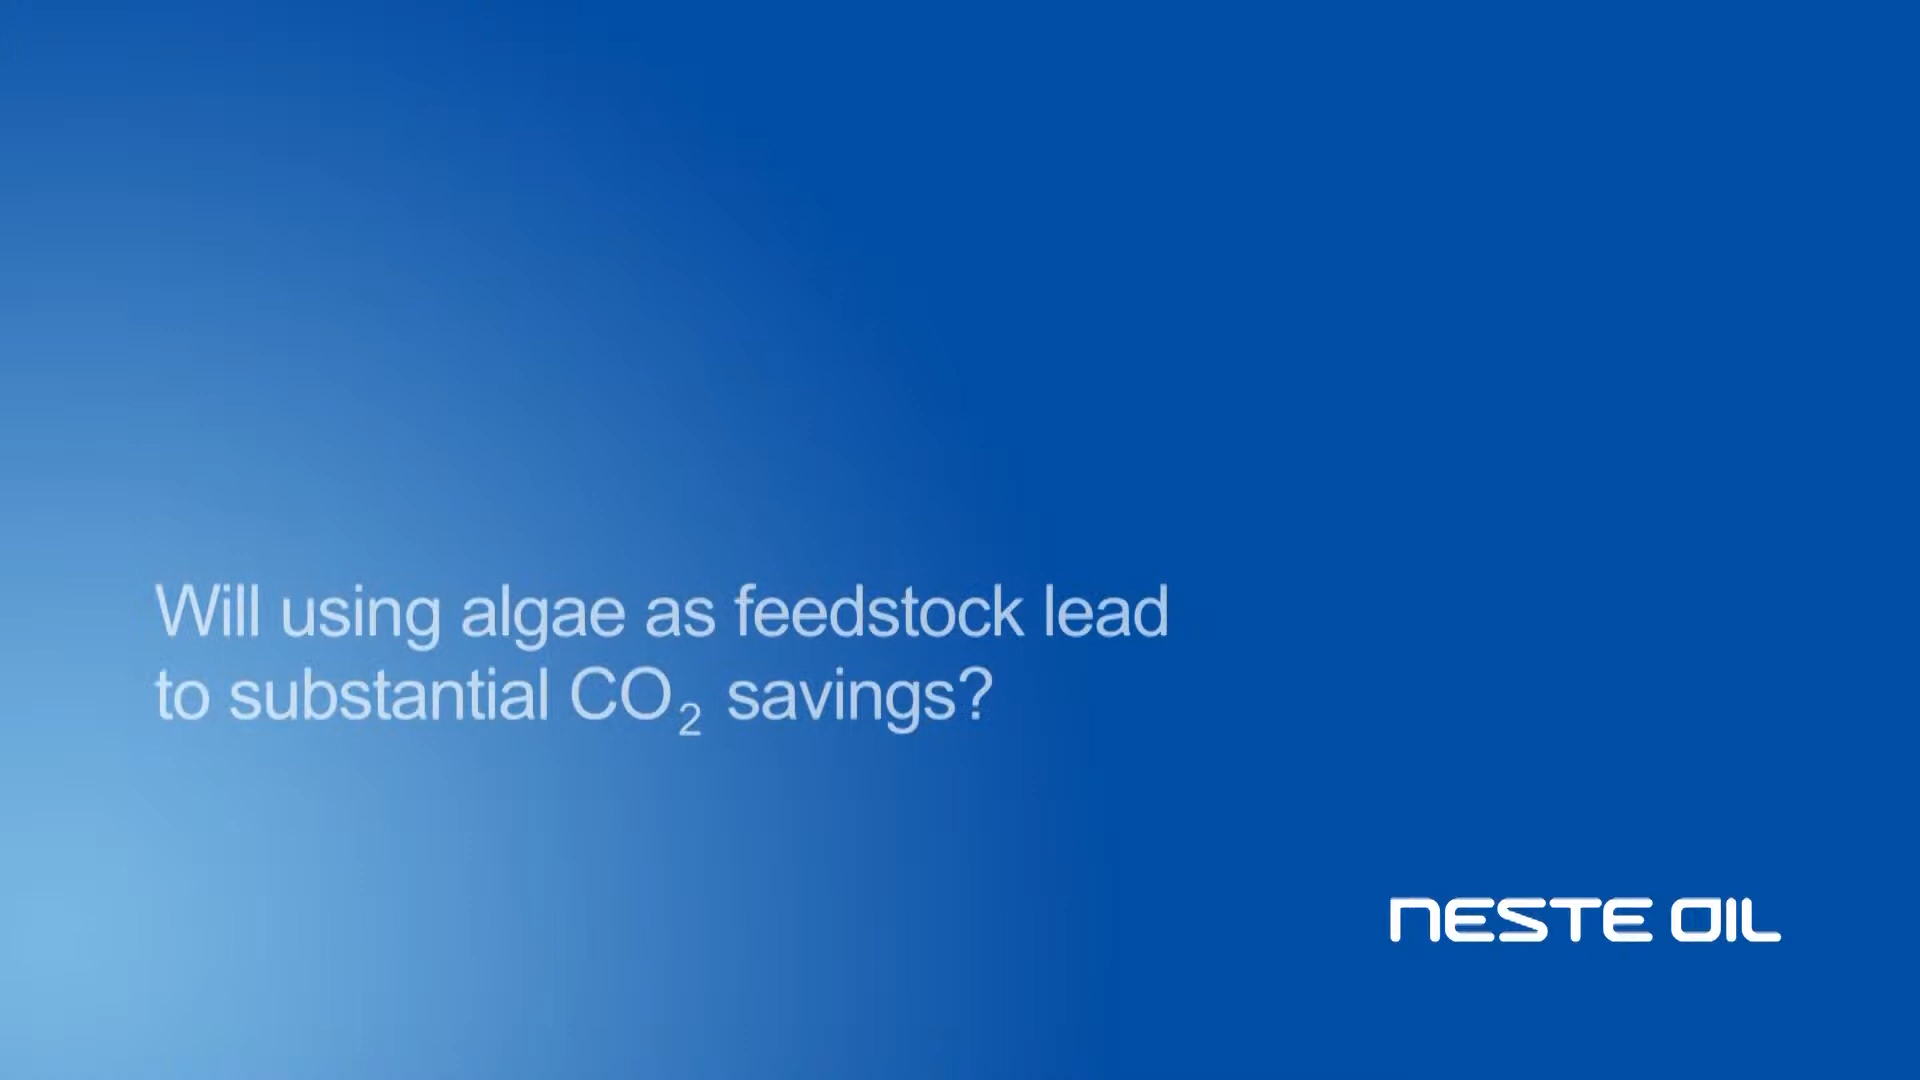 Will using algae as feedstock lead
to substantial CO₂ savings?
NESTE OIL